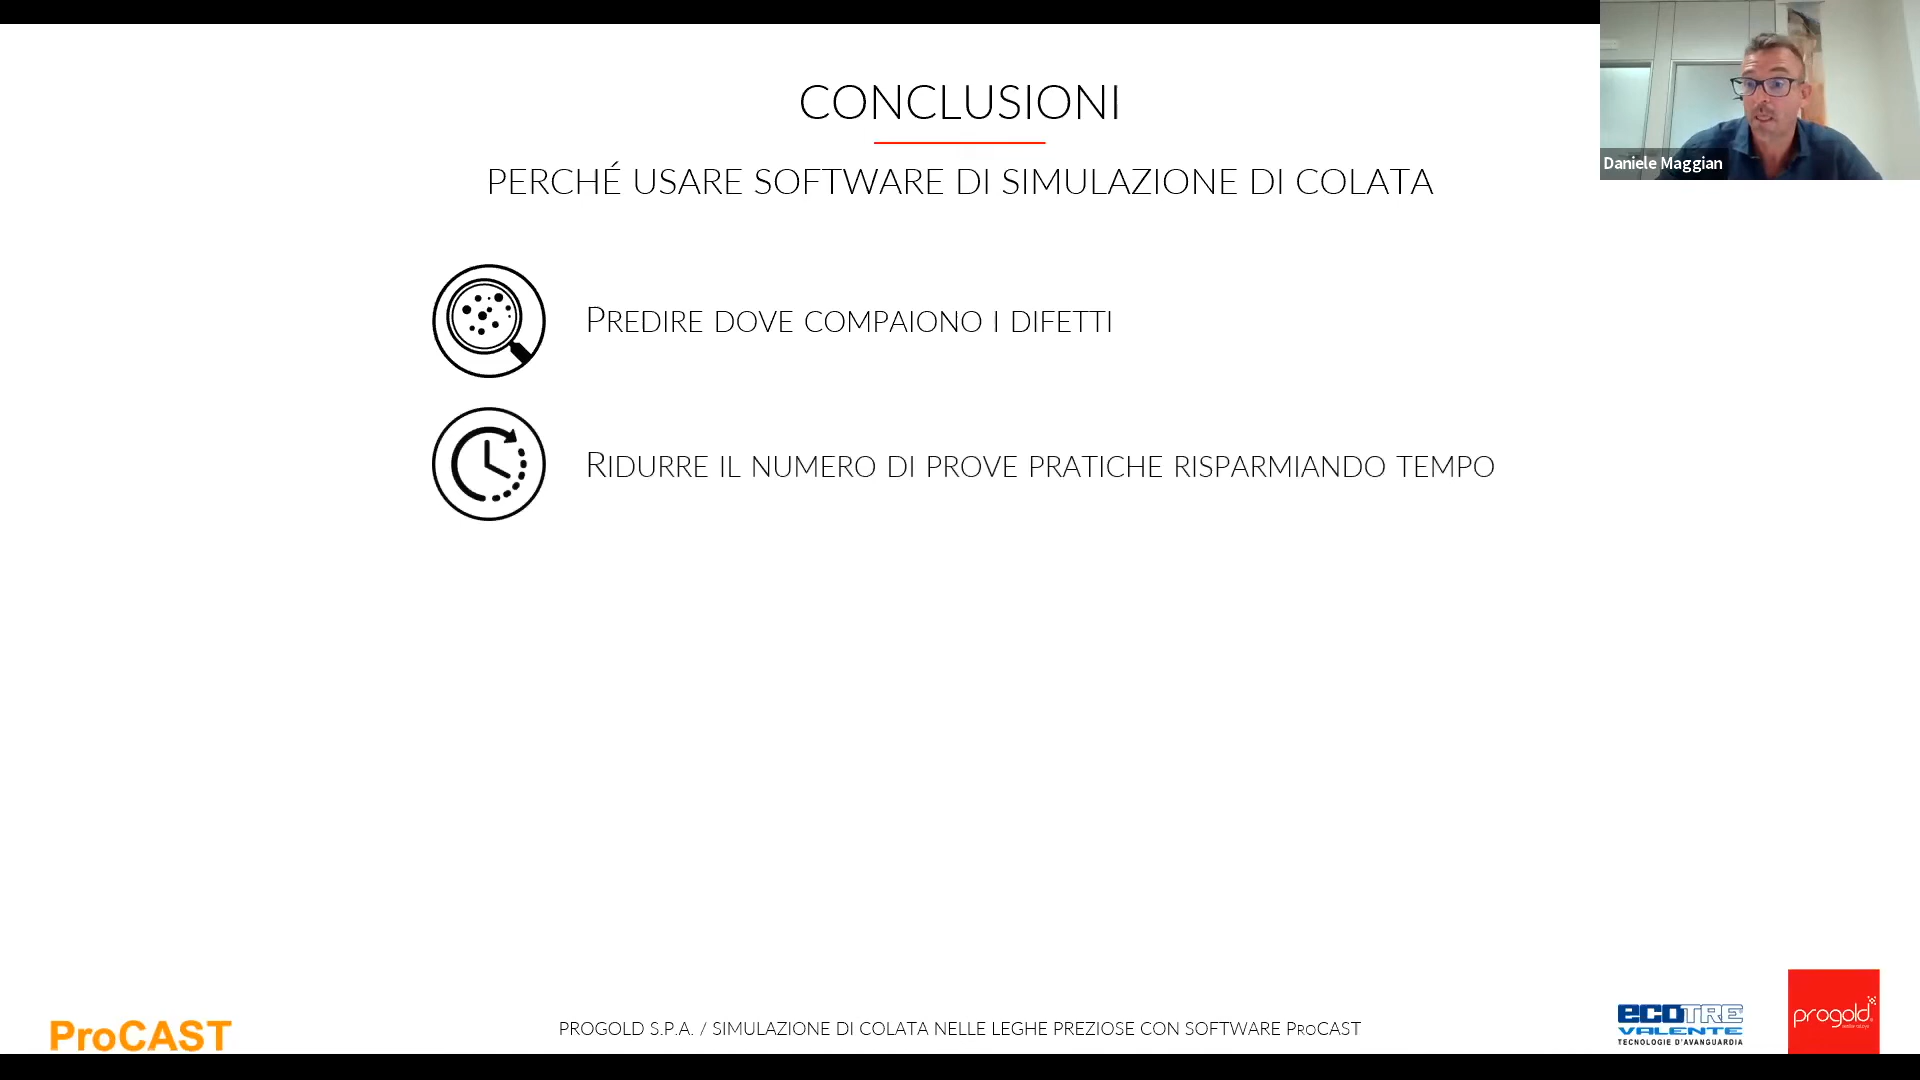 CONCLUSIONI
PERCHÉ USARE SOFTWARE DI SIMULAZIONE DI COLATA
Daniele Maggian
PREDIRE DOVE COMPAIONO I DIFETTI
RIDURRE IL NUMERO DI PROVE PRATICHE RISPARMIANDO TEMPO
ProCAST
PROGOLD S.P.A. / SIMULAZIONE DI COLATA NELLE LEGHE PREZIOSE CON SOFTWARE PROCAST
ECOTRE
VALENTE
TECNOLOGIE D'AVANGUARDIA
progold